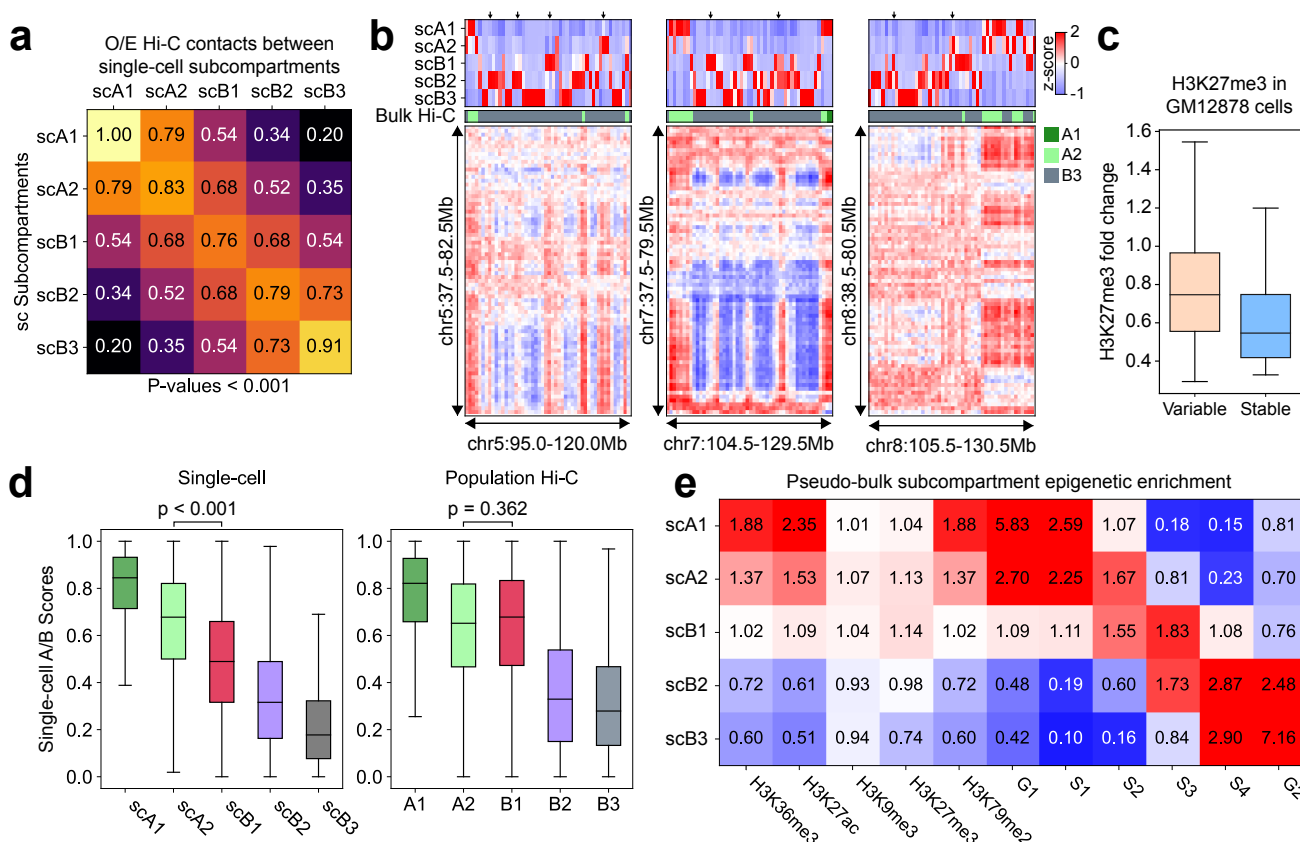 a
O/E Hi-C contacts between
single-cell subcompartments
scA1 scA2 scB1 scB2 scB3
sc Subcompartments
scA1 1.00 0.79 0.54 0.34 0.20
scA2 0.79 0.83 0.68 0.52 0.35
scB1 0.54 0.68 0.76 0.68 0.54
scB2 0.34 0.52 0.68 0.79 0.73
scB3 0.20 0.35 0.54 0.73 0.91
P-values < 0.001
b
scA1
scA2
scB1
scB2
scB3
Bulk Hi-C
2
-1
z-score
A1
A2
B3
chr5:37.5-82.5Mb
chr5:95.0-120.0Mb
chr7:37.5-79.5Mb
chr7:104.5-129.5Mb
chr8:38.5-80.5Mb
chr8:105.5-130.5Mb
c
H3K27me3 in
GM12878 cells
H3K27me3 fold change
1.6
1.4
1.2
1.0
0.8
0.6
0.4
Variable Stable
d
Single-cell
p < 0.001
Single-cell A/B Scores
1.0
0.8
0.6
0.4
0.2
0.0
scA1 scA2 scB1 scB2 scB3
Population Hi-C
p = 0.362
1.0
0.8
0.6
0.4
0.2
0.0
A1 A2 B1 B2 B3
e
Pseudo-bulk subcompartment epigenetic enrichment
scA1 1.88 2.35 1.01 1.04 1.88 5.83 2.59 1.07 0.18 0.15 0.81
scA2 1.37 1.53 1.07 1.13 1.37 2.70 2.25 1.67 0.81 0.23 0.70
scB1 1.02 1.09 1.04 1.14 1.02 1.09 1.11 1.55 1.83 1.08 0.76
scB2 0.72 0.61 0.93 0.98 0.72 0.48 0.19 0.60 1.73 2.87 2.48
scB3 0.60 0.51 0.94 0.74 0.60 0.42 0.10 0.16 0.84 2.90 7.16
H3K36me3 H3K27ac H3K9me3 H3K27me3 H3K79me2 G1 S1 S2 S3 S4 G2